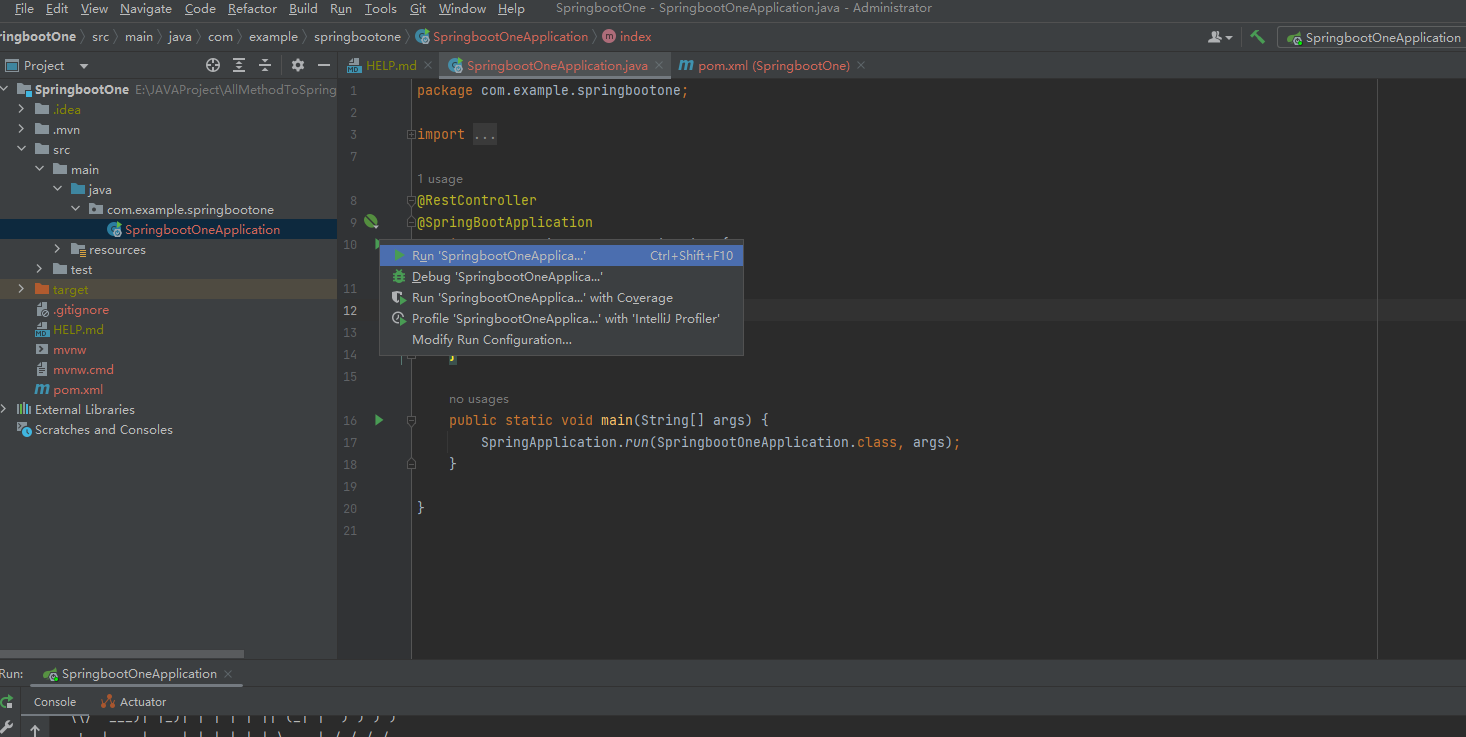 File Edit View Navigate Code Refactor Build Run Tools Git Window Help SpringbootOne - SpringbootOneApplication.java - Administrator
ringbootOne src main java com example springbootone SpringbootOneApplication index SpringbootOneApplication
Project
HELP.md SpringbootOneApplication.java pom.xml (SpringbootOne)
SpringbootOne E:\JAVAProject\AllMethodToSpring
.idea
.mvn
src
main
java
com.example.springbootone
SpringbootOneApplication
resources
test
target
.gitignore
HELP.md
mvnw
mvnw.cmd
pom.xml
External Libraries
Scratches and Consoles
1 package com.example.springbootone;
2
3 import ...
7
1 usage
8 @RestController
9 @SpringBootApplication
10
Run 'SpringbootOneApplica...' Ctrl+Shift+F10
Debug 'SpringbootOneApplica...'
11
Run 'SpringbootOneApplica...' with Coverage
12
Profile 'SpringbootOneApplica...' with 'IntelliJ Profiler'
13
Modify Run Configuration...
14 }
15
no usages
16 public static void main(String[] args) {
17 SpringApplication.run(SpringbootOneApplication.class, args);
18 }
19
20 }
21
Run: SpringbootOneApplication
Console Actuator